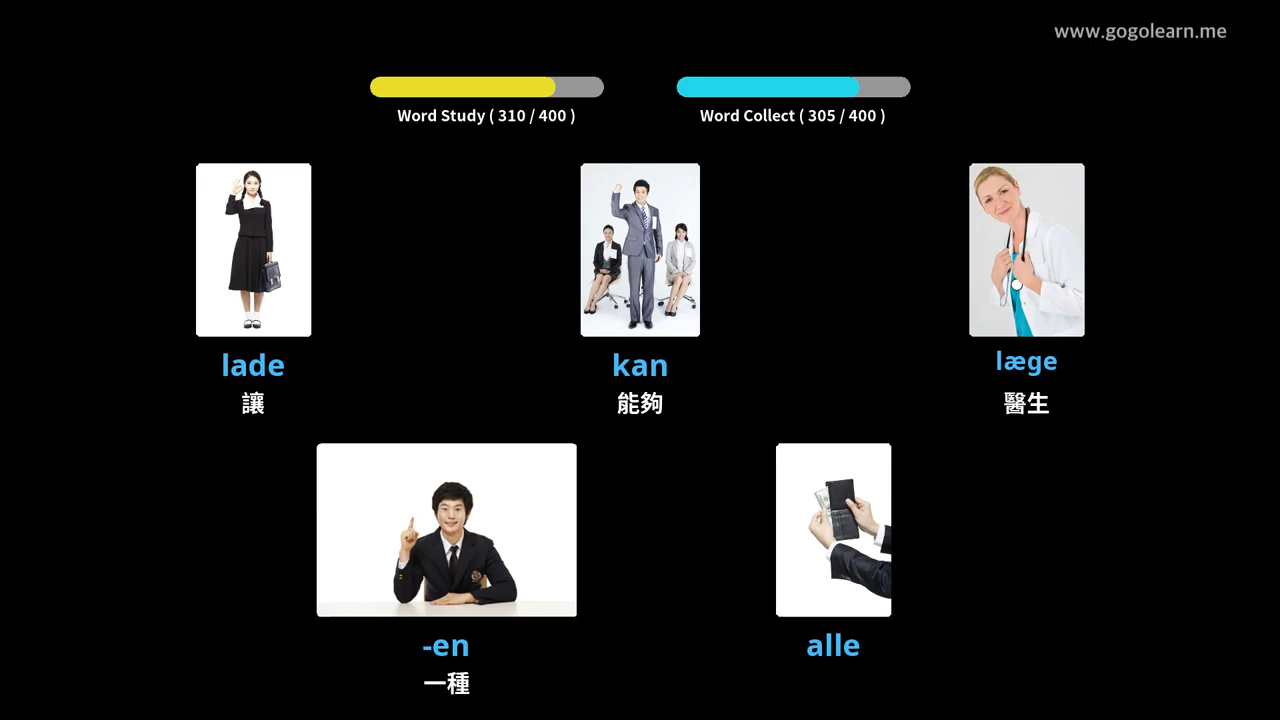 www.gogolearn.me
Word Study ( 310 / 400 )
Word Collect ( 305 / 400 )
lade
讓
kan
能夠
læge
醫生
-en
一種
alle